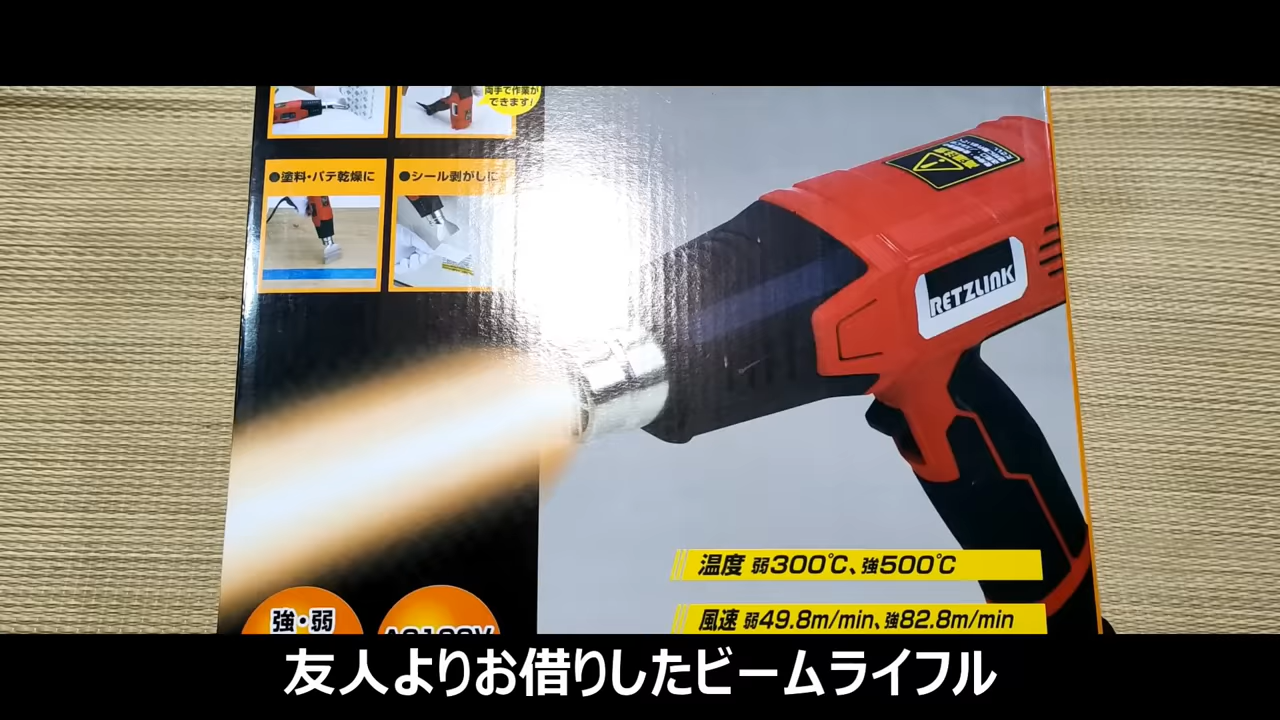 両手で作業が
できます!
●塗料・パテ乾燥に
●シール剥がしに
RETZLINK
温度 弱300℃、強500℃
風速 弱49.8m/min、強82.8m/min
強・弱
友人よりお借りしたビームライフル